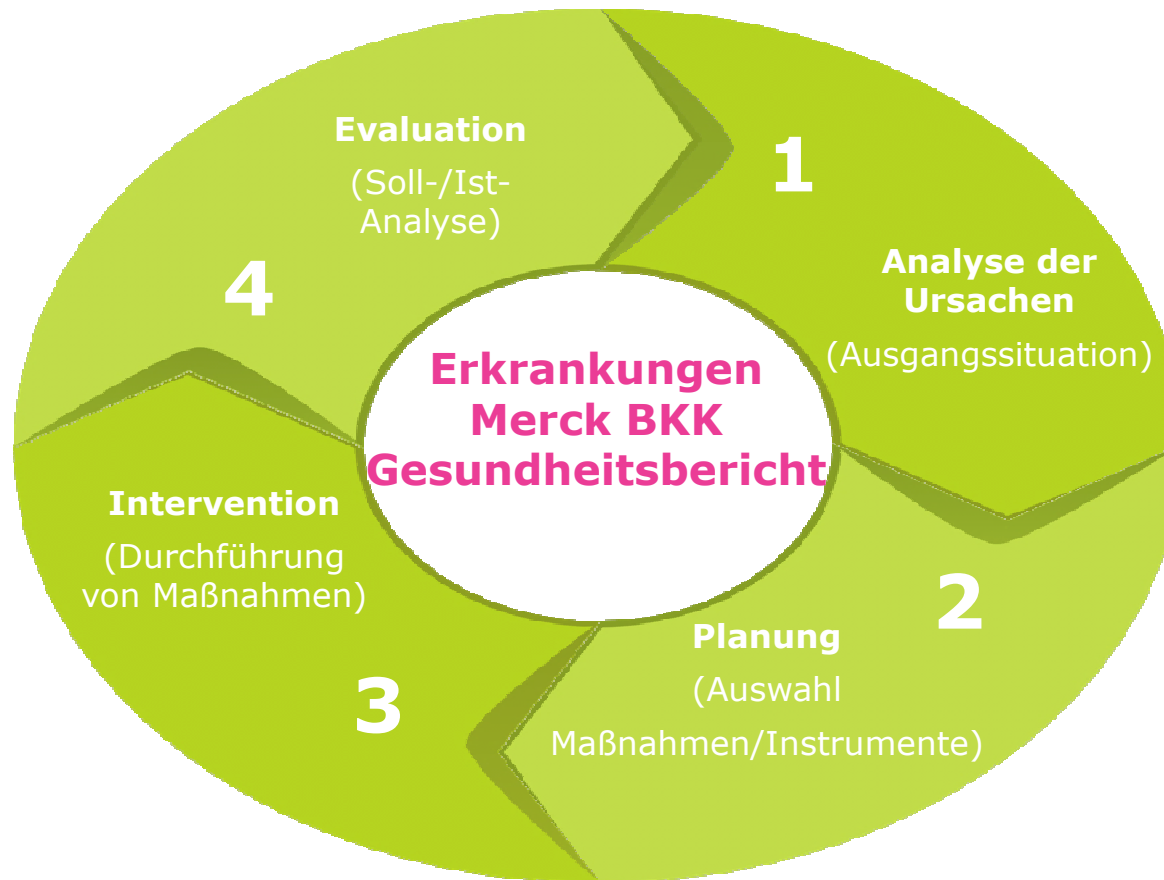 Erkrankungen
Merck BKK
Gesundheitsbericht
1
Analyse der
Ursachen
(Ausgangssituation)
2
Planung
(Auswahl
Maßnahmen/Instrumente)
3
Intervention
(Durchführung
von Maßnahmen)
4
Evaluation
(Soll-/Ist-
Analyse)